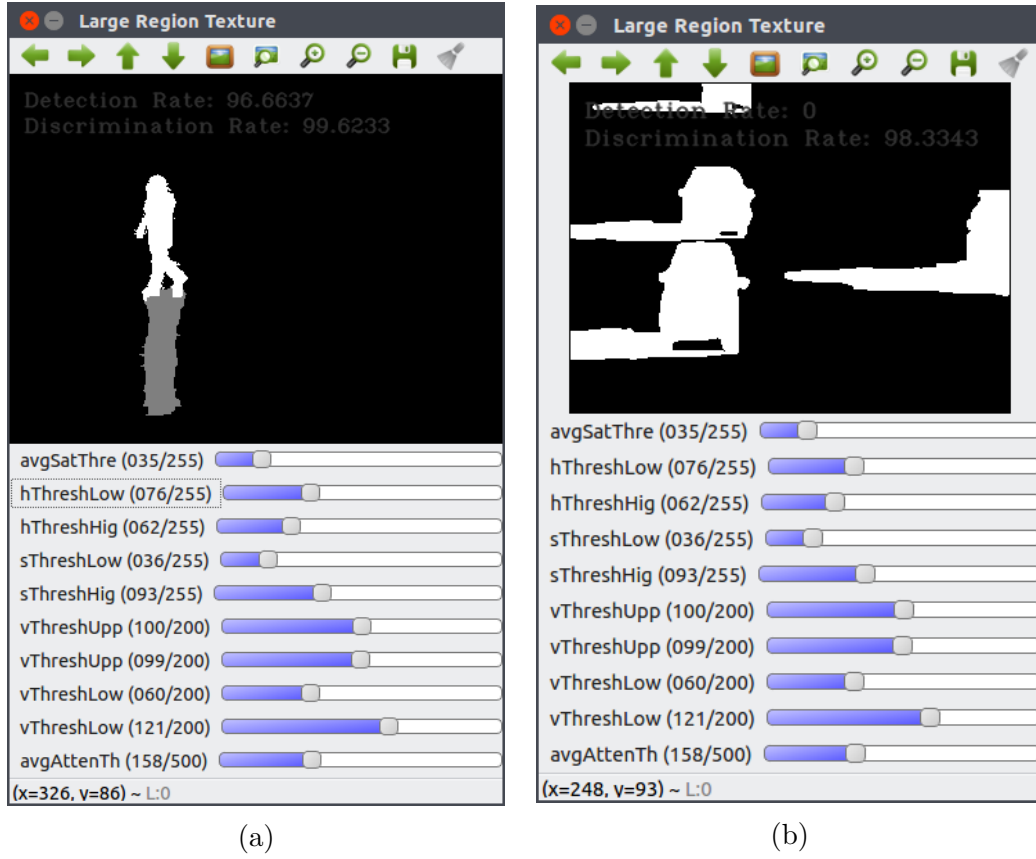 Large Region Texture
Detection Rate: 96.6637
Discrimination Rate: 99.6233
avgSatThre (035/255)
hThreshLow (076/255)
hThreshHig (062/255)
sThreshLow (036/255)
sThreshHig (093/255)
vThreshUpp (100/200)
vThreshUpp (099/200)
vThreshLow (060/200)
vThreshLow (121/200)
avgAttenTh (158/500)
(x=326, y=86) ~ L:0
(a)
Large Region Texture
Detection Rate: 0
Discrimination Rate: 98.3343
avgSatThre (035/255)
hThreshLow (076/255)
hThreshHig (062/255)
sThreshLow (036/255)
sThreshHig (093/255)
vThreshUpp (100/200)
vThreshUpp (099/200)
vThreshLow (060/200)
vThreshLow (121/200)
avgAttenTh (158/500)
(x=248, y=93) ~ L:0
(b)